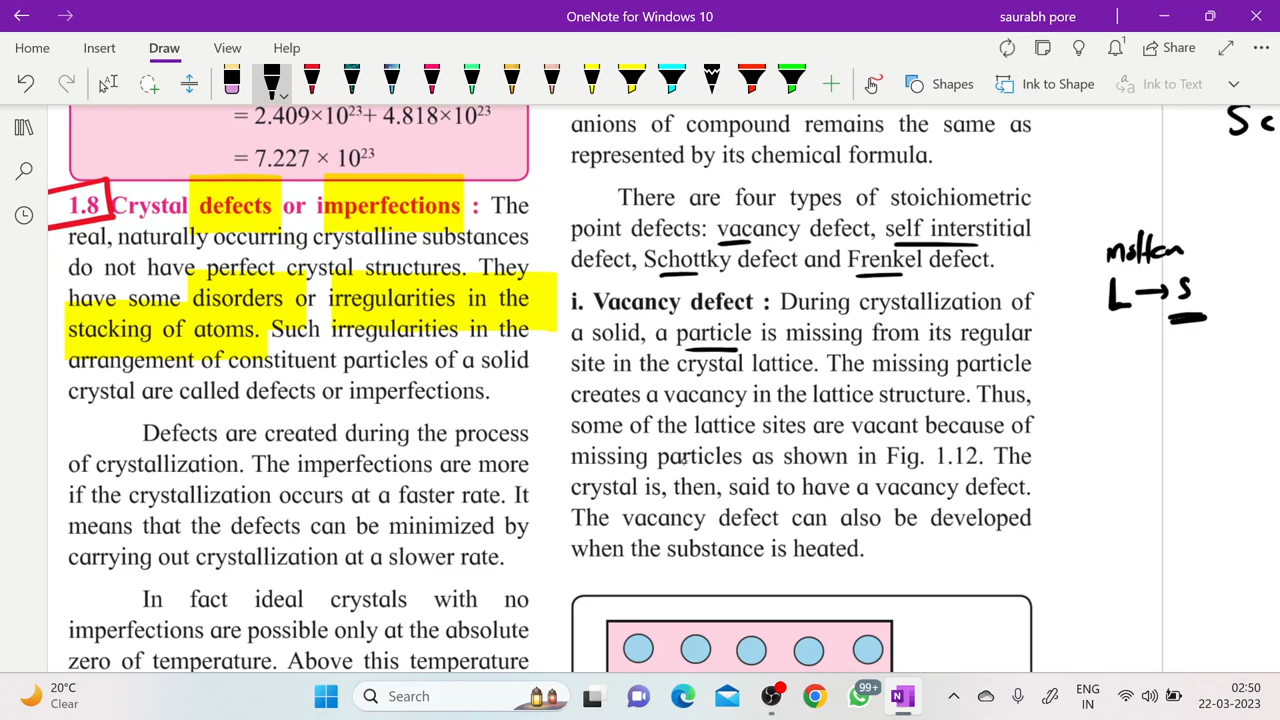 OneNote for Windows 10
saurabh pore
Home
Insert
Draw
View
Help
Share
Shapes
Ink to Shape
Ink to Text
= 2.409×10²³+ 4.818×10²³
= 7.227 × 10²³
1.8 Crystal defects or imperfections : The
real, naturally occurring crystalline substances
do not have perfect crystal structures. They
have some disorders or irregularities in the
stacking of atoms. Such irregularities in the
arrangement of constituent particles of a solid
crystal are called defects or imperfections.
Defects are created during the process
of crystallization. The imperfections are more
if the crystallization occurs at a faster rate. It
means that the defects can be minimized by
carrying out crystallization at a slower rate.
In fact ideal crystals with no
imperfections are possible only at the absolute
zero of temperature. Above this temperature
anions of compound remains the same as
represented by its chemical formula.
There are four types of stoichiometric
point defects: vacancy defect, self interstitial
defect, Schottky defect and Frenkel defect.
i. Vacancy defect : During crystallization of
a solid, a particle is missing from its regular
site in the crystal lattice. The missing particle
creates a vacancy in the lattice structure. Thus,
some of the lattice sites are vacant because of
missing particles as shown in Fig. 1.12. The
crystal is, then, said to have a vacancy defect.
The vacancy defect can also be developed
when the substance is heated.
molten
L → S
20°C
Clear
Search
99+
ENG
IN
02:50
22-03-2023